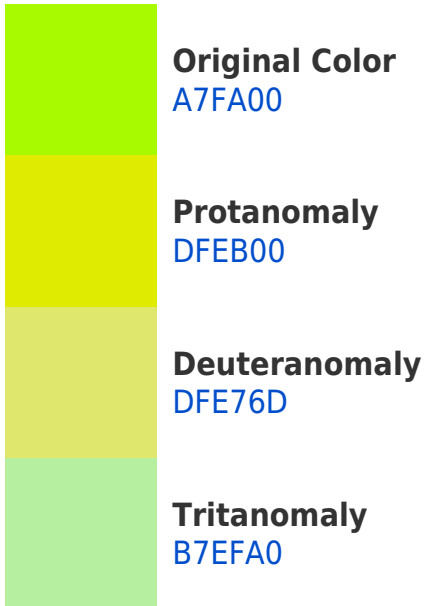 Original Color
A7FA00
Protanomaly
DFEB00
Deuteranomaly
DFE76D
Tritanomaly
B7EFA0